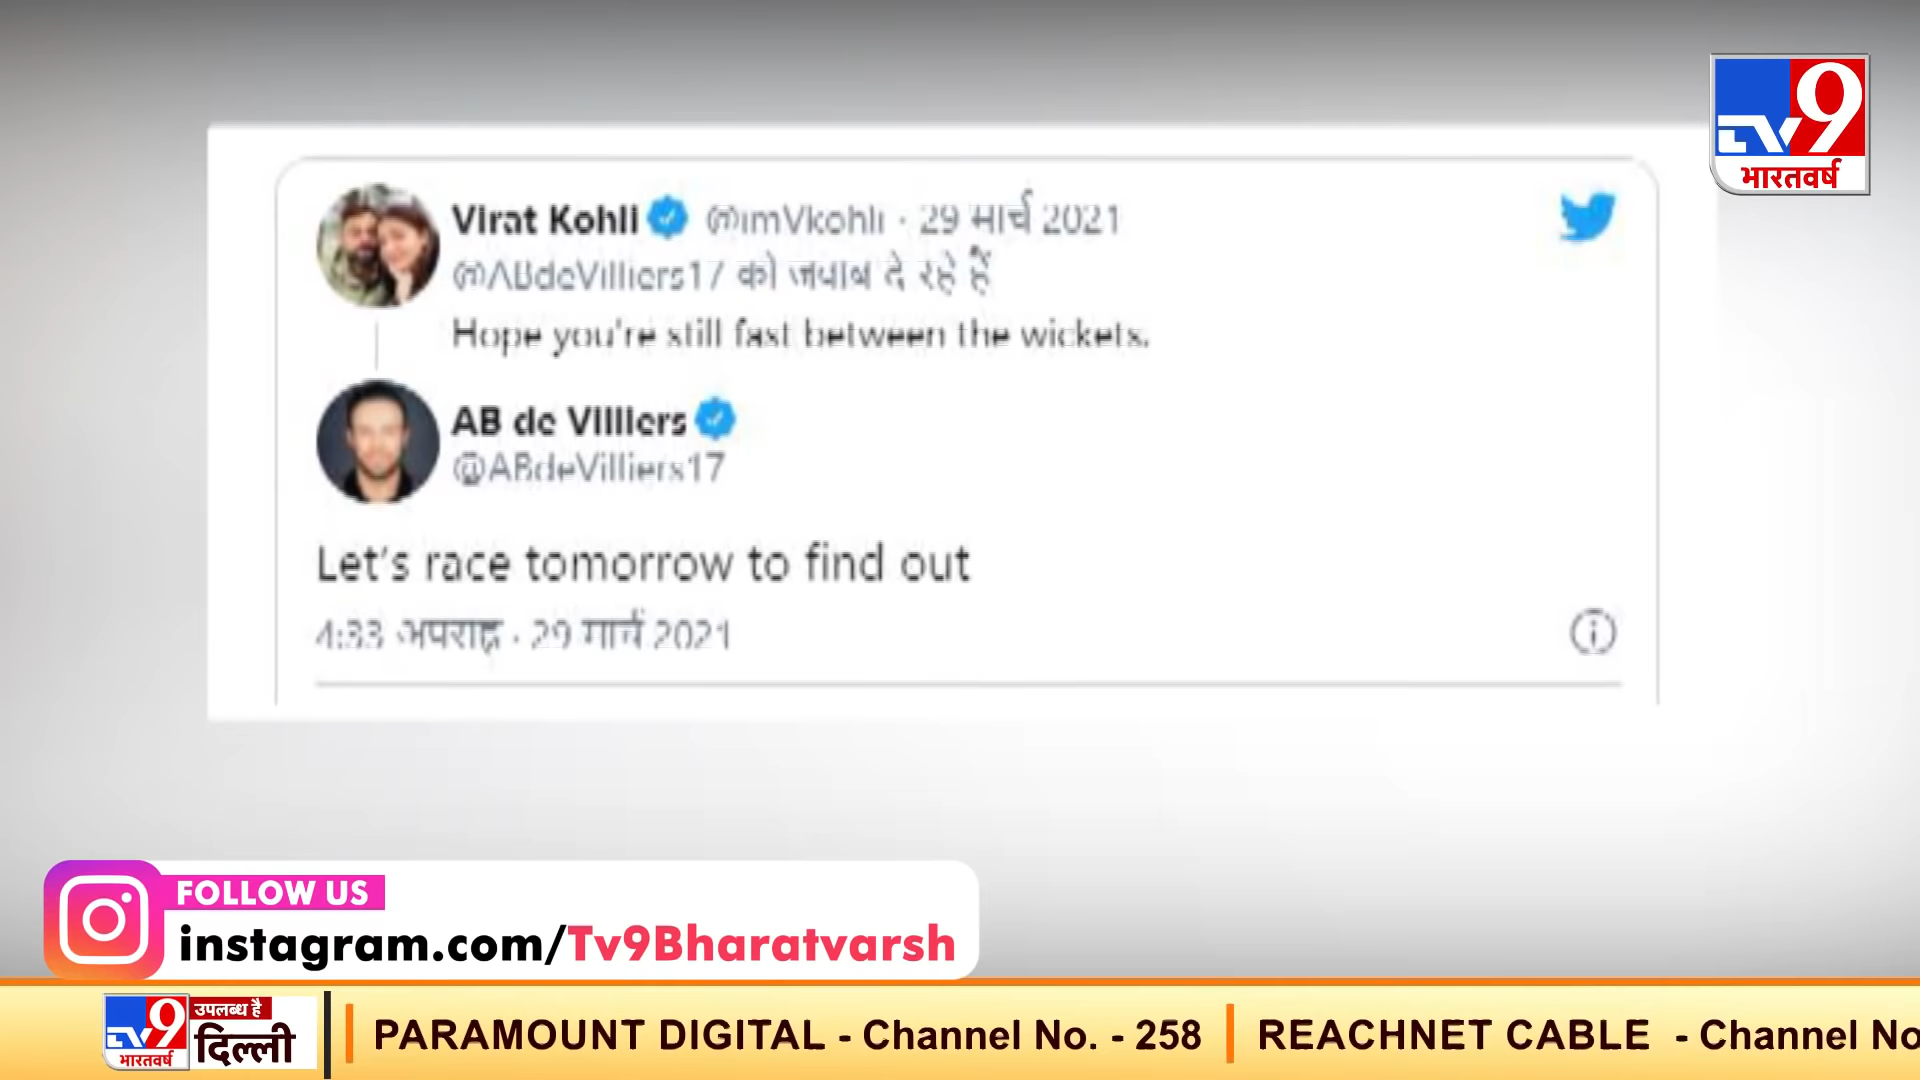 TV9
भारतवर्ष
Virat Kohli @imVkohli · 29 मार्च 2021
@ABdeVilliers17 को जवाब दे रहे हैं
Hope you're still fast between the wickets.
AB de Villiers
@ABdeVilliers17
Let's race tomorrow to find out
4:33 अपराह्न · 29 मार्च 2021
FOLLOW US
instagram.com/Tv9Bharatvarsh
TV9 भारतवर्ष
उपलब्ध है
दिल्ली
PARAMOUNT DIGITAL - Channel No. - 258
REACHNET CABLE - Channel No